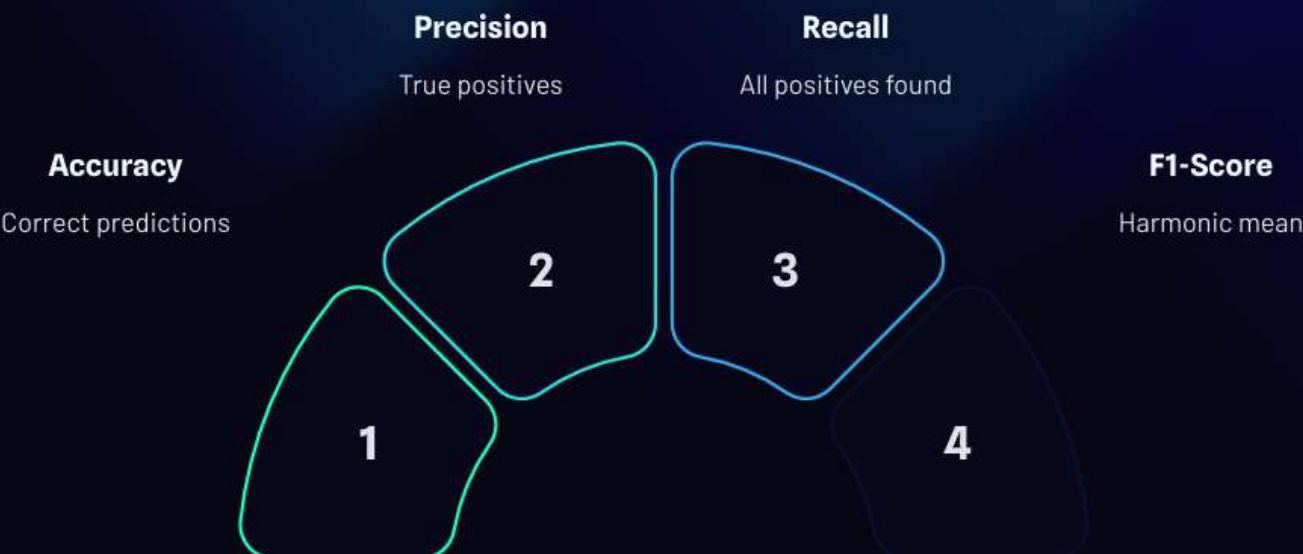 Precision
True positives
Recall
All positives found
Accuracy
Correct predictions
F1-Score
Harmonic mean
2
3
1
4